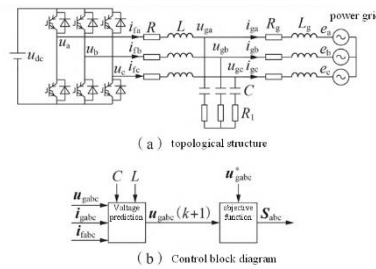 power grid
i_fa R L u_ga i_ga R_g L_g e_a
u_a
i_fb u_gb i_gb e_b
u_dc u_b
u_c i_fc u_gc i_gc e_c
C
R_1
(a) topological structure
C L u*_gabc
u_gabc
i_gabc Voltage prediction u_gabc(k+1) objective function S_abc
i_fabc
(b) Control block diagram